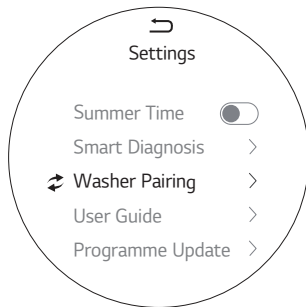 Settings
Summer Time
Smart Diagnosis
Washer Pairing
User Guide
Programme Update